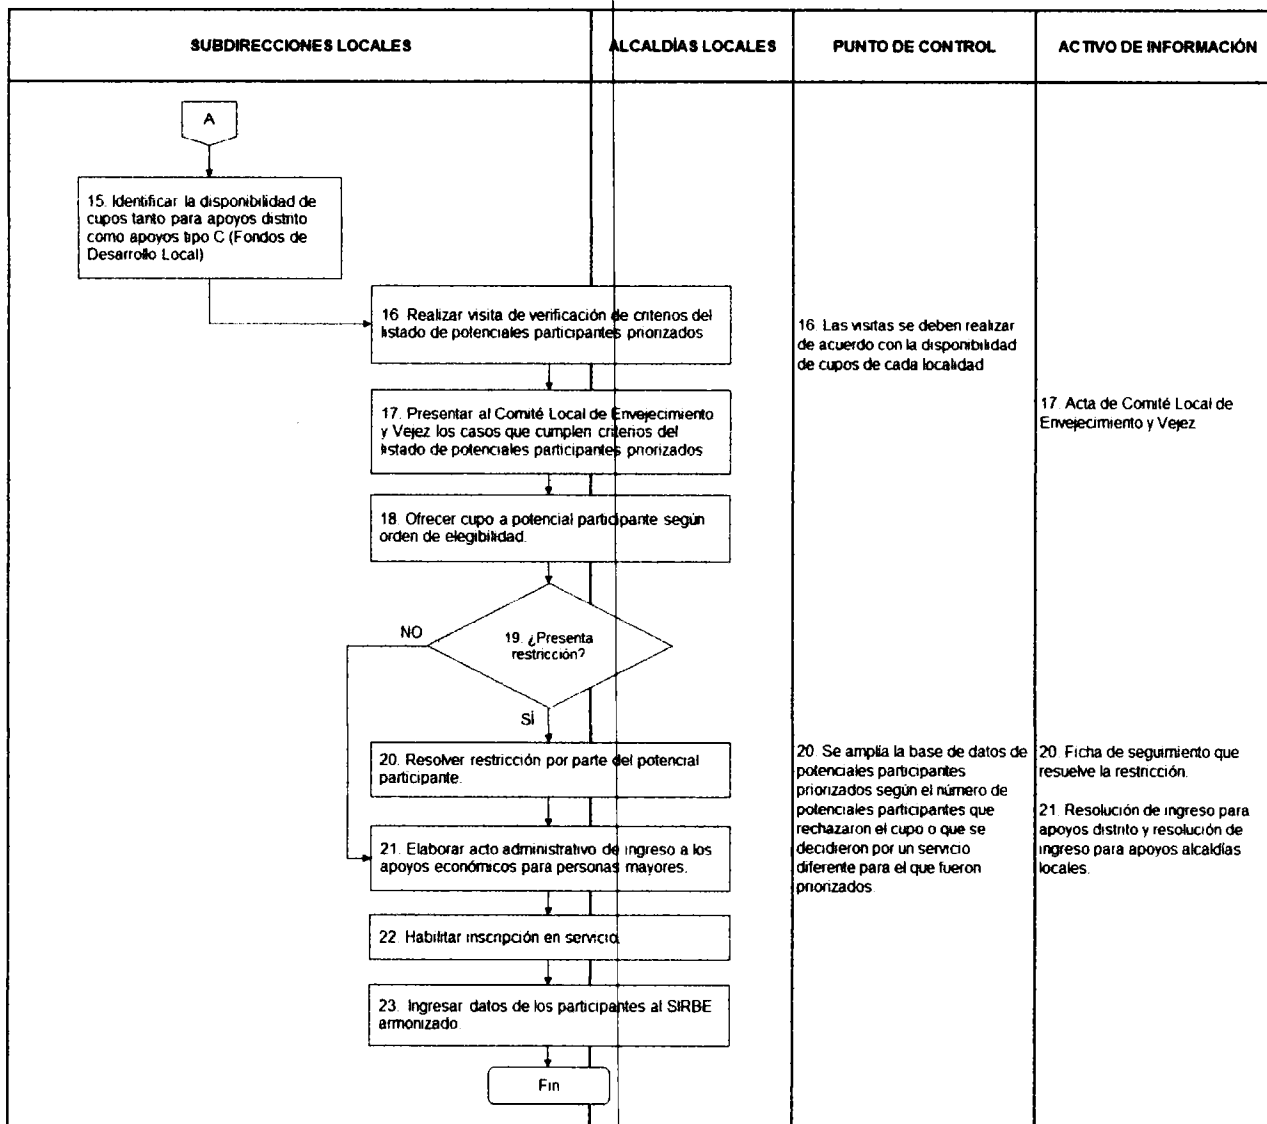 SUBDIRECCIONES LOCALES
ALCALDÍAS LOCALES
PUNTO DE CONTROL
ACTIVO DE INFORMACIÓN
A
15. Identificar la disponibilidad de
cupos tanto para apoyos distrito
como apoyos tipo C (Fondos de
Desarrollo Local)
16. Realizar visita de verificación de criterios del
listado de potenciales participantes priorizados
16. Las visitas se deben realizar
de acuerdo con la disponibilidad
de cupos de cada localidad
17. Presentar al Comité Local de Envejecimiento
y Vejez los casos que cumplen criterios del
listado de potenciales participantes priorizados
17. Acta de Comité Local de
Envejecimiento y Vejez
18. Ofrecer cupo a potencial participante según
orden de elegibilidad.
19. ¿Presenta
restricción?
NO
SÍ
20. Resolver restricción por parte del potencial
participante.
20. Se amplía la base de datos de
potenciales participantes
priorizados según el número de
potenciales participantes que
rechazaron el cupo o que se
decidieron por un servicio
diferente para el que fueron
priorizados.
20. Ficha de seguimiento que
resuelve la restricción.
21. Resolución de ingreso para
apoyos distrito y resolución de
ingreso para apoyos alcaldías
locales.
21. Elaborar acto administrativo de ingreso a los
apoyos económicos para personas mayores.
22. Habilitar inscripción en servicio.
23. Ingresar datos de los participantes al SIRBE
armonizado.
Fin